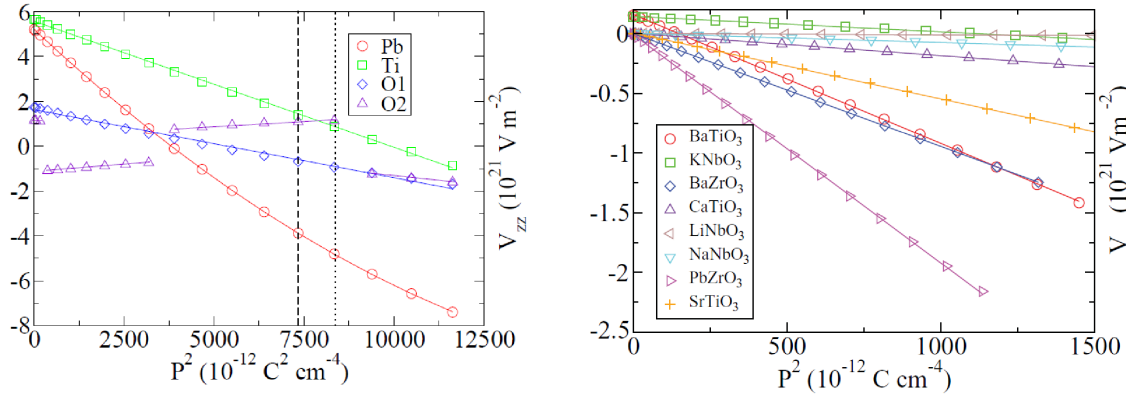 6
4
2
0
-2
-4
-6
-8
Pb
Ti
O1
O2
0
2500
5000
7500
10000
12500
P² (10⁻¹² C² cm⁻⁴)
V_zz (10²¹ Vm⁻²)
0
-0.5
-1
-1.5
-2
-2.5
BaTiO₃
KNbO₃
BaZrO₃
CaTiO₃
LiNbO₃
NaNbO₃
PbZrO₃
SrTiO₃
0
500
1000
1500
P² (10⁻¹² C cm⁻⁴)
V (10²¹ Vm⁻²)